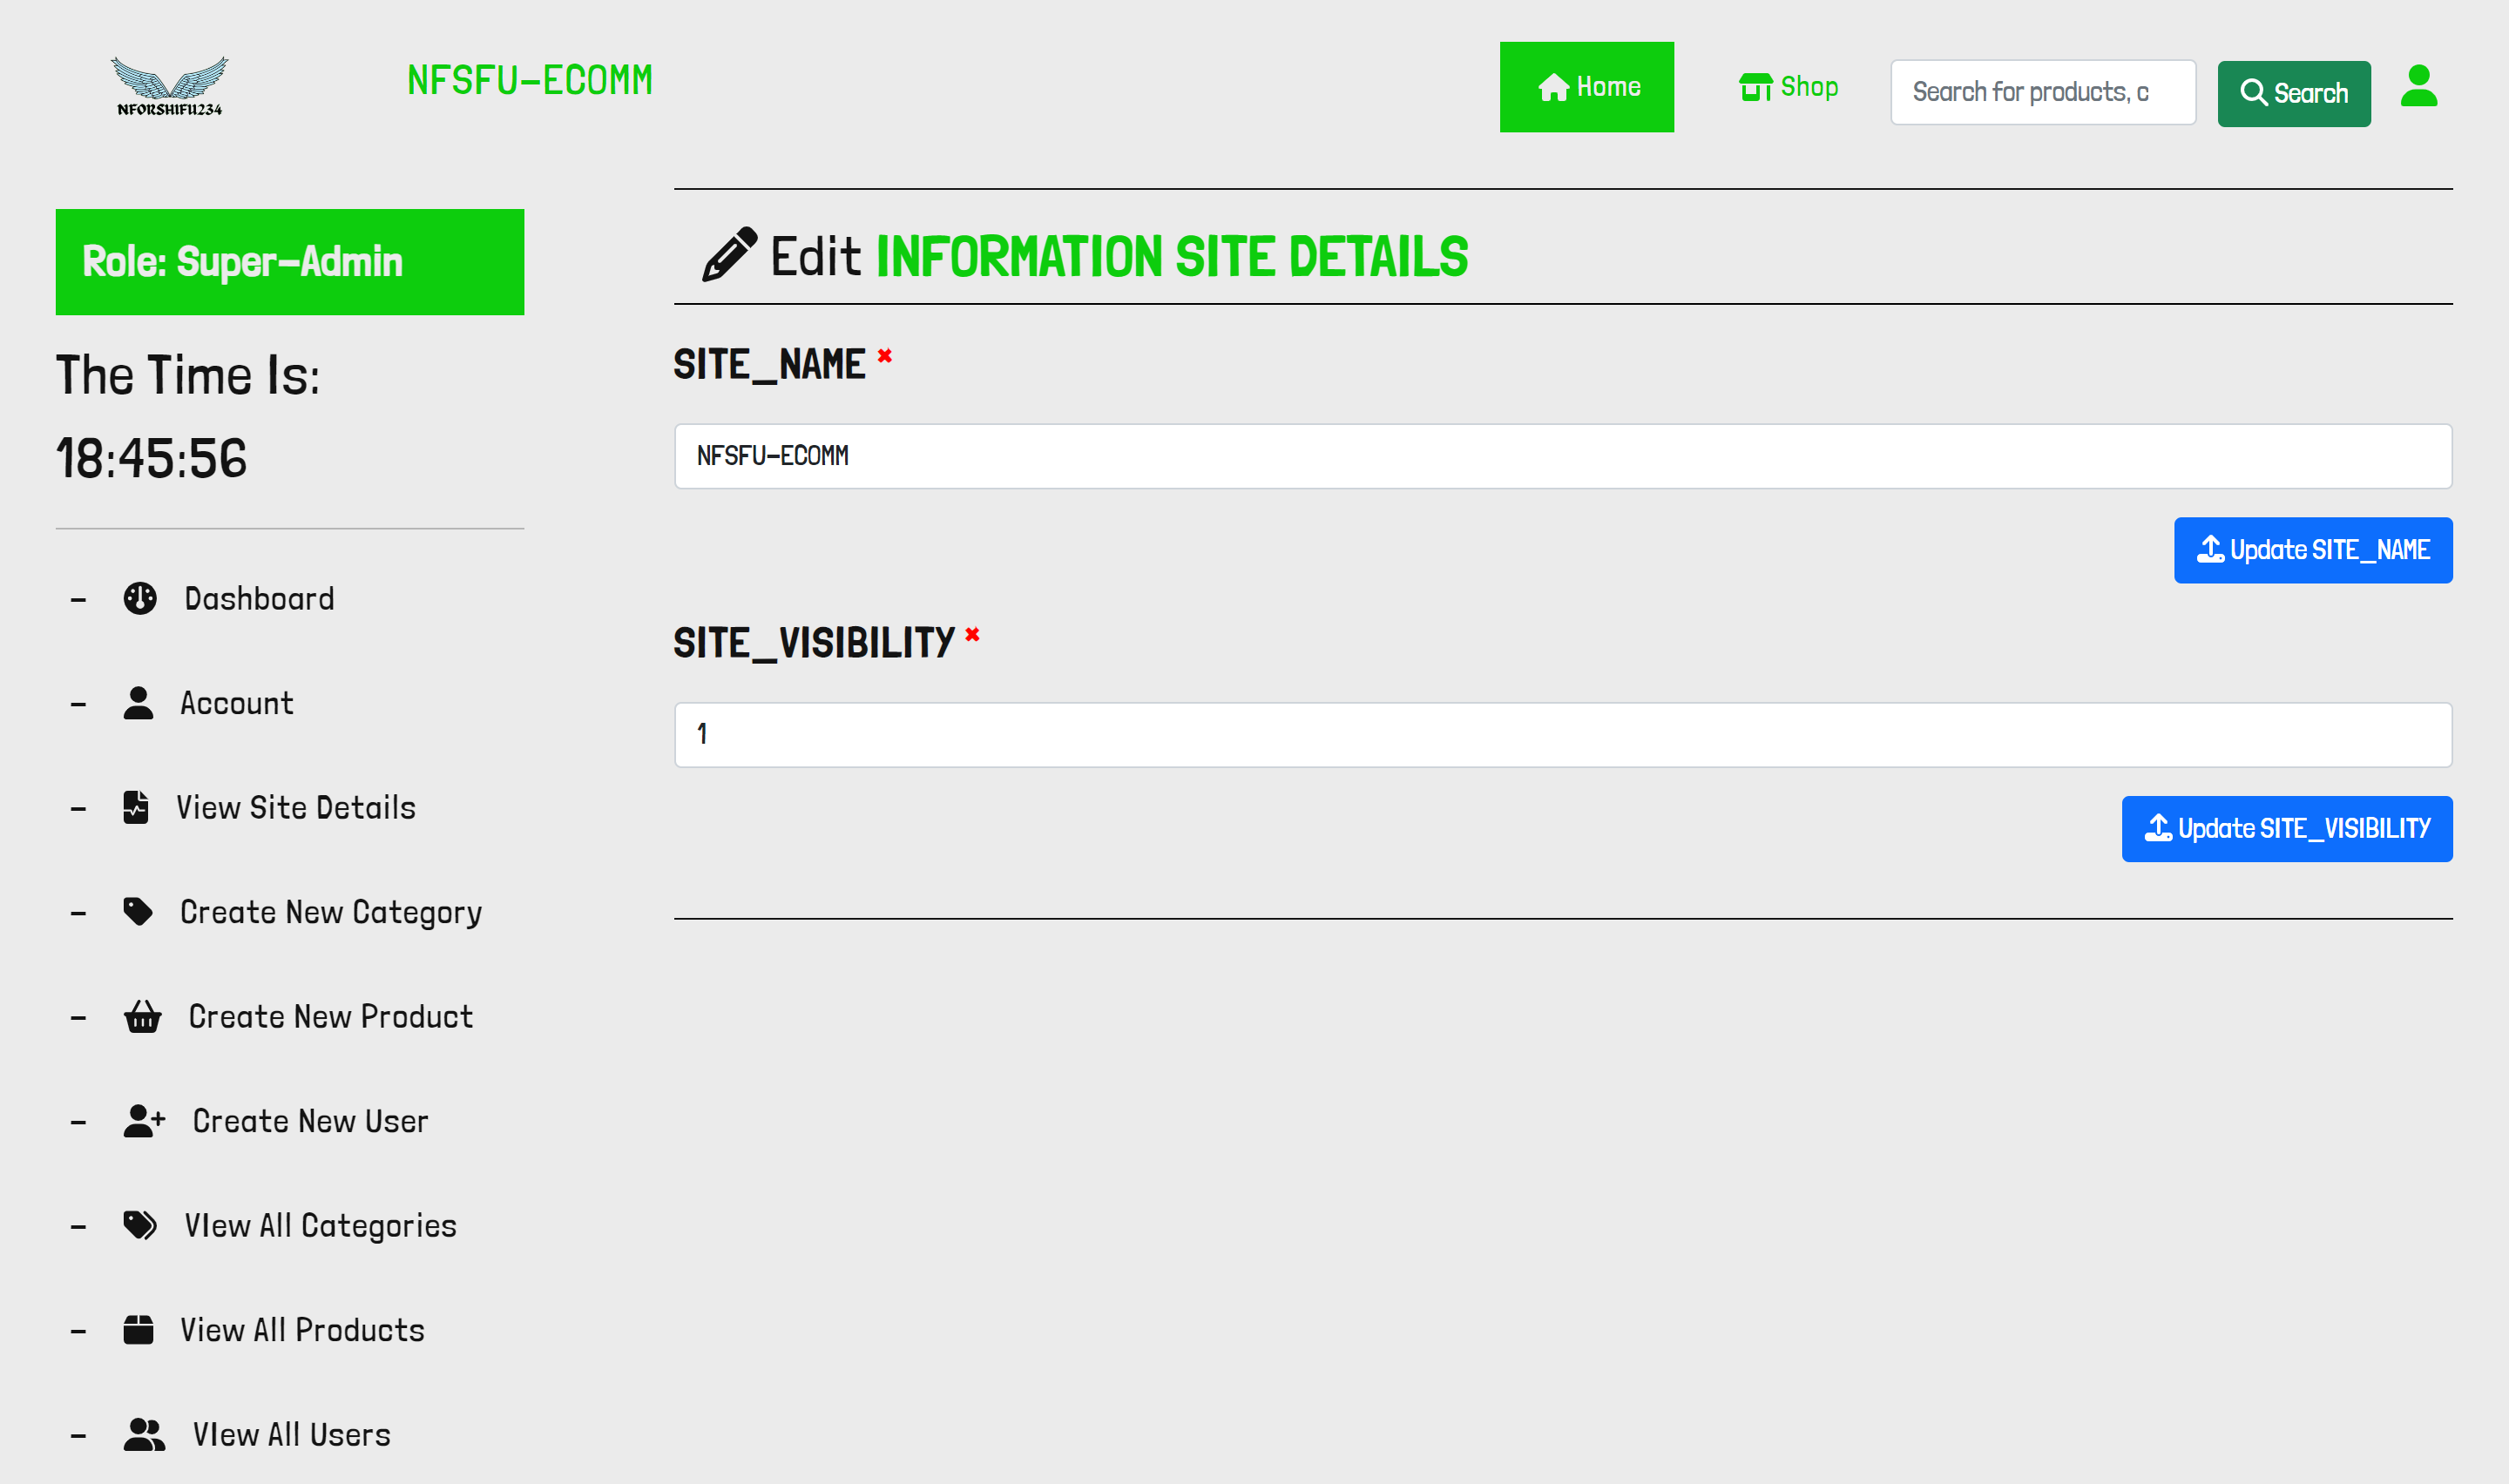 NFORSHIFU234
NFSFU-ECOMM
Home
Shop
Search for products, c
Search
Role: Super-Admin
The Time Is:
18:45:56
- Dashboard
- Account
- View Site Details
- Create New Category
- Create New Product
- Create New User
- VIew All Categories
- View All Products
- VIew All Users
Edit INFORMATION SITE DETAILS
SITE_NAME *
NFSFU-ECOMM
Update SITE_NAME
SITE_VISIBILITY *
1
Update SITE_VISIBILITY